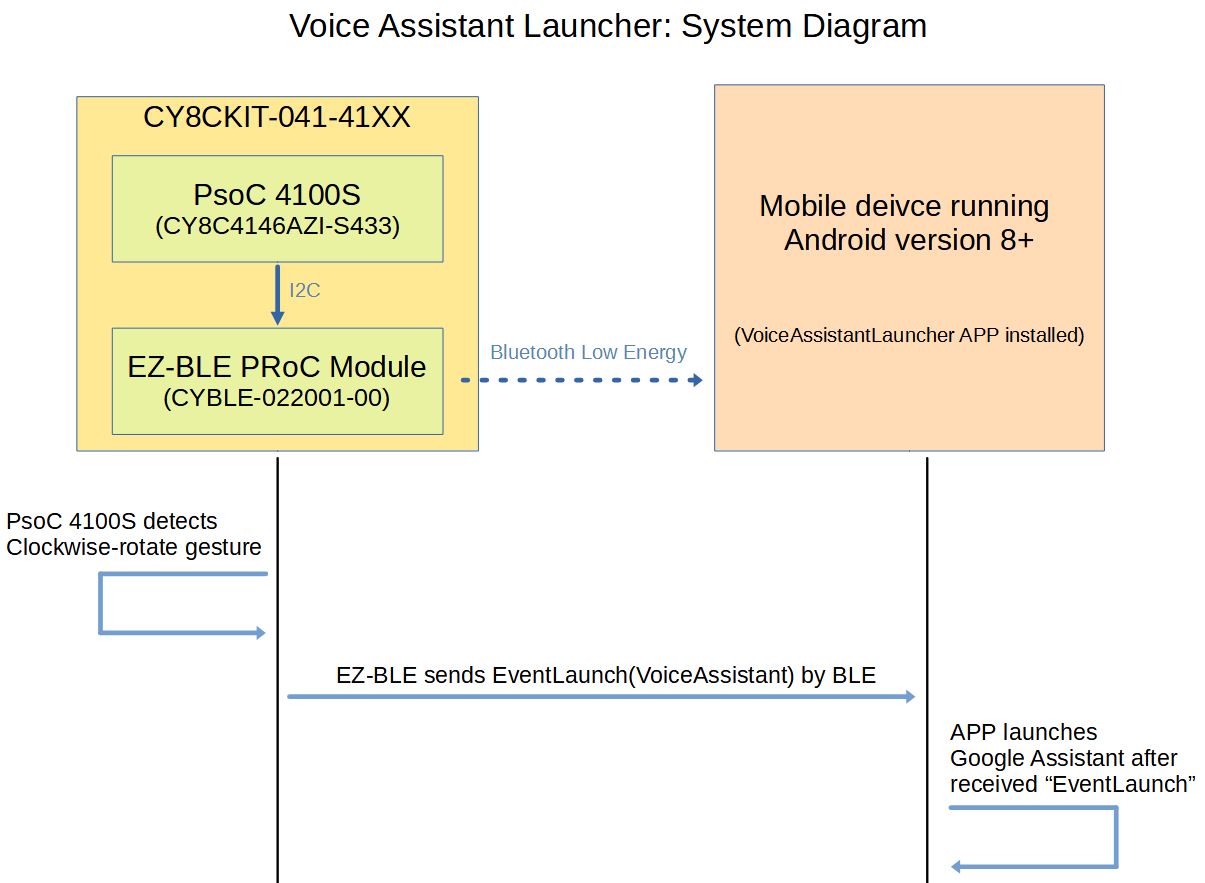 Voice Assistant Launcher: System Diagram
CY8CKIT-041-41XX
PsoC 4100S
(CY8C4146AZI-S433)
I2C
EZ-BLE PRoC Module
(CYBLE-022001-00)
Bluetooth Low Energy
Mobile deivce running
Android version 8+
(VoiceAssistantLauncher APP installed)
PsoC 4100S detects
Clockwise-rotate gesture
EZ-BLE sends EventLaunch(VoiceAssistant) by BLE
APP launches
Google Assistant after
received “EventLaunch”